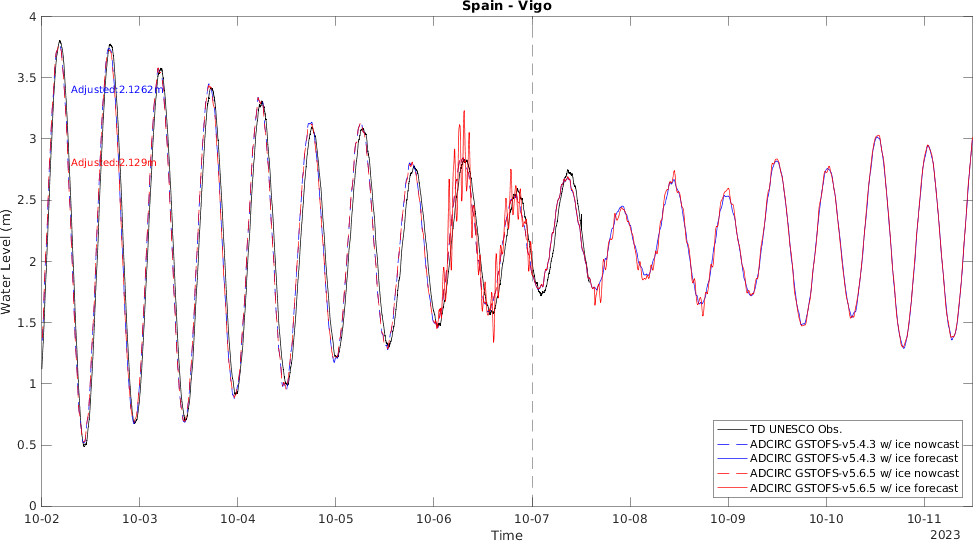 Spain - Vigo
4
3.5
3
2.5
2
1.5
1
0.5
0
Water Level (m)
Adjusted:2.1262m
Adjusted:2.129m
TD UNESCO Obs.
ADCIRC GSTOFS-v5.4.3 w/ ice nowcast
ADCIRC GSTOFS-v5.4.3 w/ ice forecast
ADCIRC GSTOFS-v5.6.5 w/ ice nowcast
ADCIRC GSTOFS-v5.6.5 w/ ice forecast
10-02 10-03 10-04 10-05 10-06 10-07 10-08 10-09 10-10 10-11
Time
2023